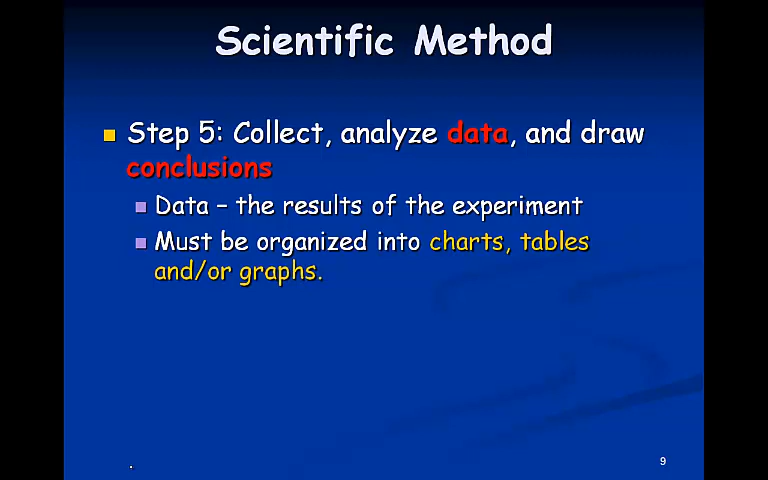 Scientific Method
Step 5: Collect, analyze data, and draw
conclusions
Data – the results of the experiment
Must be organized into charts, tables
and/or graphs.
.
9